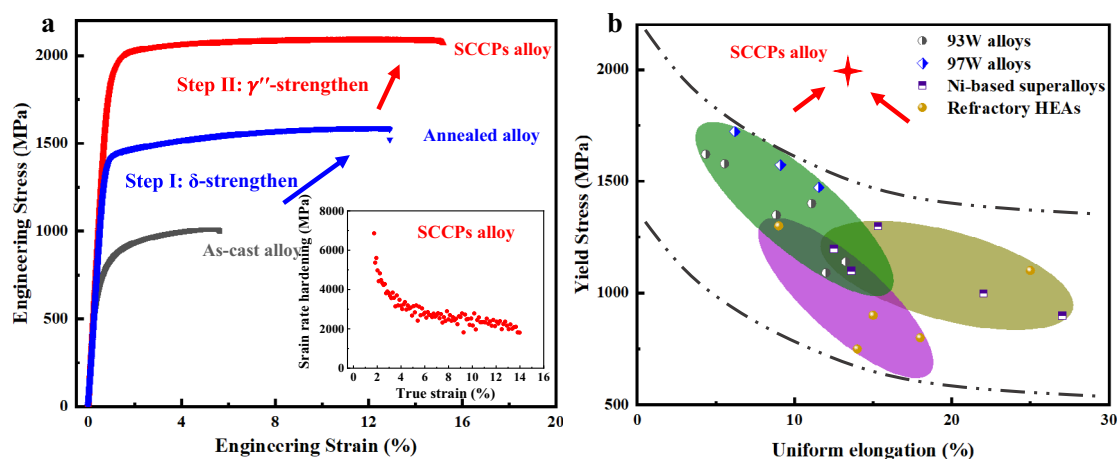 a
Engineering Stress (MPa)
2000
1500
1000
500
0
SCCPs alloy
Step II: γ″-strengthen
Annealed alloy
Step I: δ-strengthen
As-cast alloy
Srain rate hardening (MPa)
8000
6000
4000
2000
0
SCCPs alloy
0 2 4 6 8 10 12 14 16
True strain (%)
0 4 8 12 16 20
Engineering Strain (%)
b
Yield Stress (MPa)
2000
1500
1000
500
SCCPs alloy
93W alloys
97W alloys
Ni-based superalloys
Refractory HEAs
10 20 30
Uniform elongation (%)